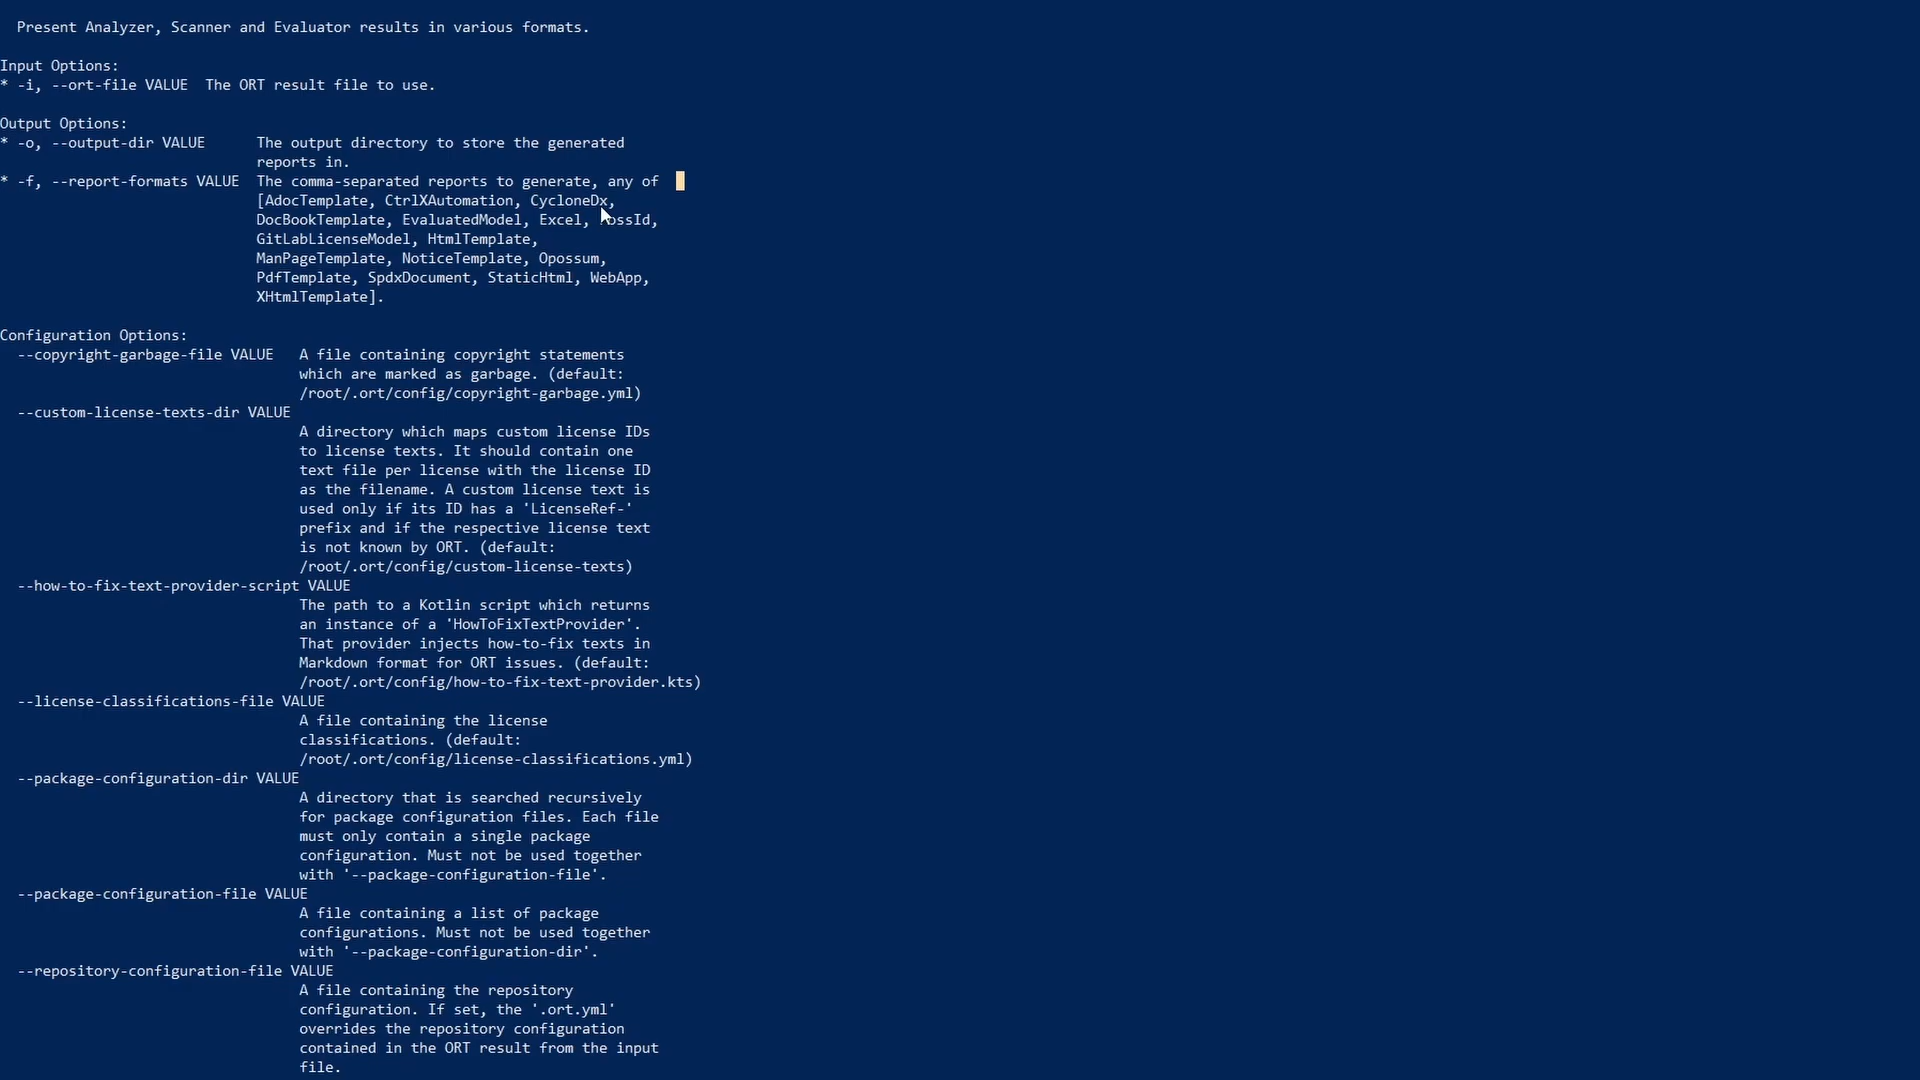 Present Analyzer, Scanner and Evaluator results in various formats.
Input Options:
* -i, --ort-file VALUE  The ORT result file to use.
Output Options:
* -o, --output-dir VALUE      The output directory to store the generated
reports in.
* -f, --report-formats VALUE  The comma-separated reports to generate, any of
[AdocTemplate, CtrlXAutomation, CycloneDx,
DocBookTemplate, EvaluatedModel, Excel,
GitLabLicenseModel, HtmlTemplate,
ManPageTemplate, NoticeTemplate, Opossum,
PdfTemplate, SpdxDocument, StaticHtml, WebApp,
XHtmlTemplate].
Configuration Options:
--copyright-garbage-file VALUE   A file containing copyright statements
which are marked as garbage. (default:
/root/.ort/config/copyright-garbage.yml)
--custom-license-texts-dir VALUE
A directory which maps custom license IDs
to license texts. It should contain one
text file per license with the license ID
as the filename. A custom license text is
used only if its ID has a 'LicenseRef-'
prefix and if the respective license text
is not known by ORT. (default:
/root/.ort/config/custom-license-texts)
--how-to-fix-text-provider-script VALUE
The path to a Kotlin script which returns
an instance of a 'HowToFixTextProvider'.
That provider injects how-to-fix texts in
Markdown format for ORT issues. (default:
/root/.ort/config/how-to-fix-text-provider.kts)
--license-classifications-file VALUE
A file containing the license
classifications. (default:
/root/.ort/config/license-classifications.yml)
--package-configuration-dir VALUE
A directory that is searched recursively
for package configuration files. Each file
must only contain a single package
configuration. Must not be used together
with '--package-configuration-file'.
--package-configuration-file VALUE
A file containing a list of package
configurations. Must not be used together
with '--package-configuration-dir'.
--repository-configuration-file VALUE
A file containing the repository
configuration. If set, the '.ort.yml'
overrides the repository configuration
contained in the ORT result from the input
file.